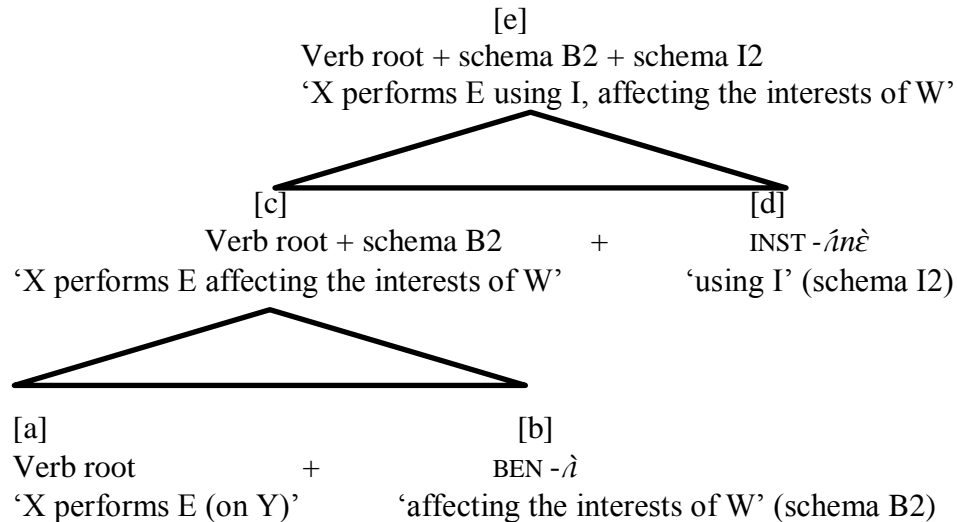 [e]
Verb root + schema B2 + schema I2
‘X performs E using I, affecting the interests of W’
[c] [d]
Verb root + schema B2 + INST -ʌ́nɛ̀
‘X performs E affecting the interests of W’ ‘using I’ (schema I2)
[a] [b]
Verb root + BEN -ʌ̀
‘X performs E (on Y)’ ‘affecting the interests of W’ (schema B2)